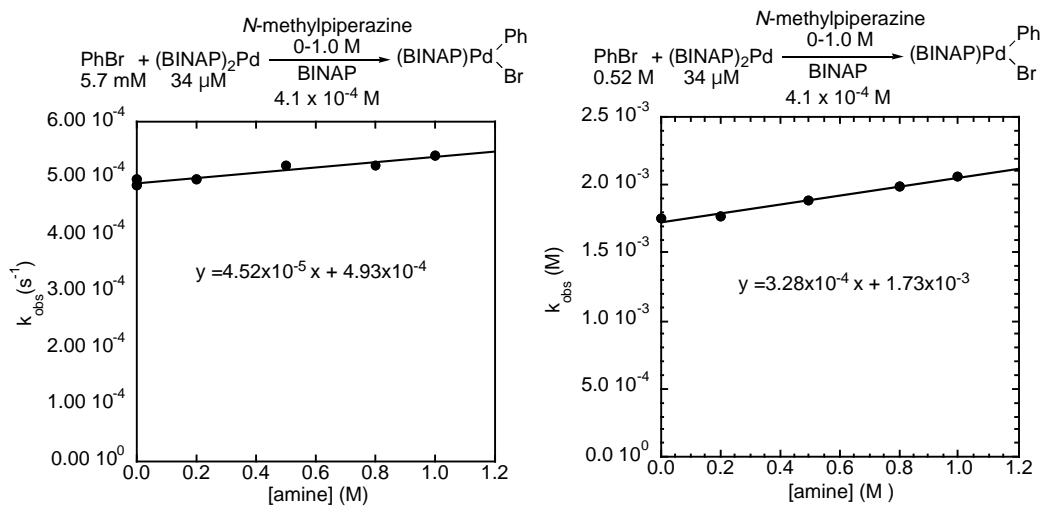 N-methylpiperazine
0-1.0 M
PhBr + (BINAP)2Pd
(BINAP)Pd
Ph
Br
5.7 mM
34 µM
BINAP
4.1 x 10-4 M
6.00 10-4
5.00 10-4
4.00 10-4
3.00 10-4
2.00 10-4
1.00 10-4
0.00 100
kobs(s-1)
y =4.52x10-5 x + 4.93x10-4
0.0 0.2 0.4 0.6 0.8 1.0 1.2
[amine] (M)
N-methylpiperazine
0-1.0 M
PhBr + (BINAP)2Pd
(BINAP)Pd
Ph
Br
0.52 M
34 µM
BINAP
4.1 x 10-4 M
2.5 10-3
2.0 10-3
1.5 10-3
1.0 10-3
5.0 10-4
0.0 100
kobs (M)
y =3.28x10-4 x + 1.73x10-3
0.0 0.2 0.4 0.6 0.8 1.0 1.2
[amine] (M )